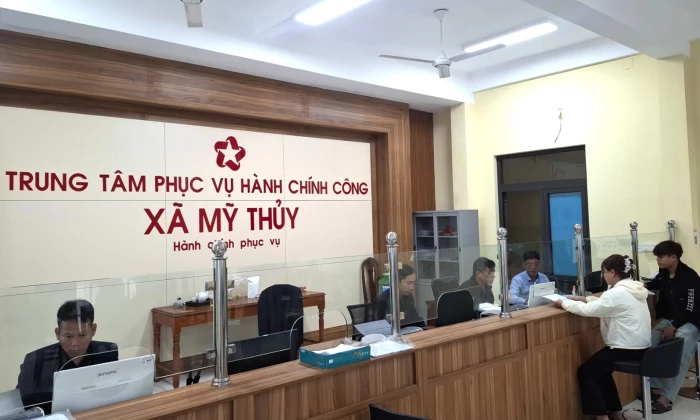 TRUNG TÂM PHỤC VỤ HÀNH CHÍNH CÔNG
XÃ MỸ THỦY
Hành chính phục vụ